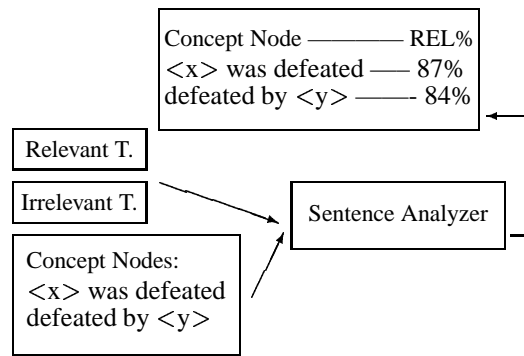 Concept Node ———— REL%
<x> was defeated —– 87%
defeated by <y> ——- 84%
Relevant T.
Irrelevant T.
Sentence Analyzer
Concept Nodes:
<x> was defeated
defeated by <y>